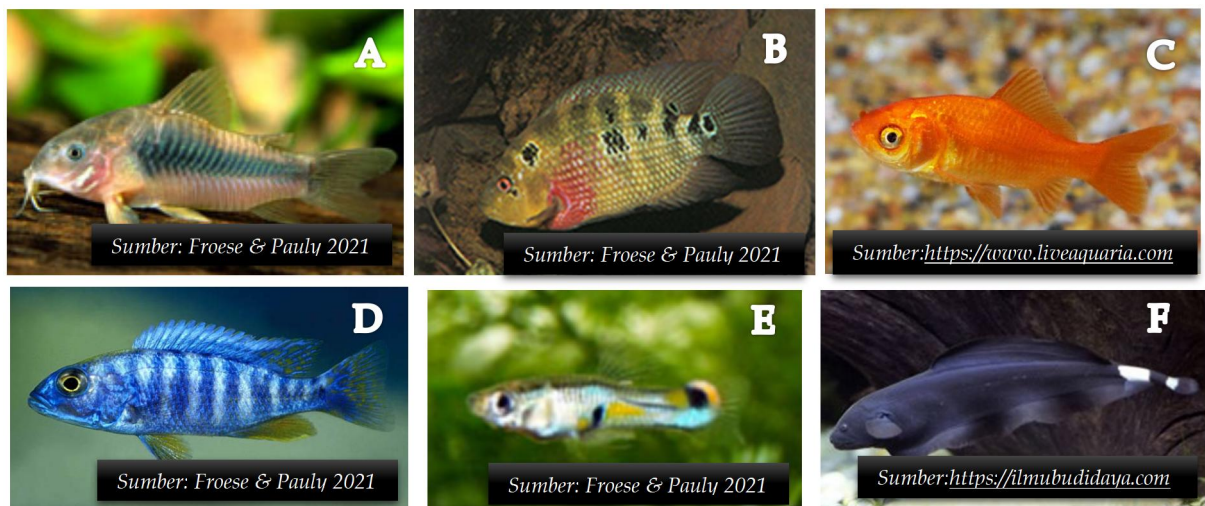 A
Sumber: Froese & Pauly 2021
B
Sumber: Froese & Pauly 2021
C
Sumber:https://www.liveaquaria.com
D
Sumber: Froese & Pauly 2021
E
Sumber: Froese & Pauly 2021
F
Sumber:https://ilmubudidaya.com